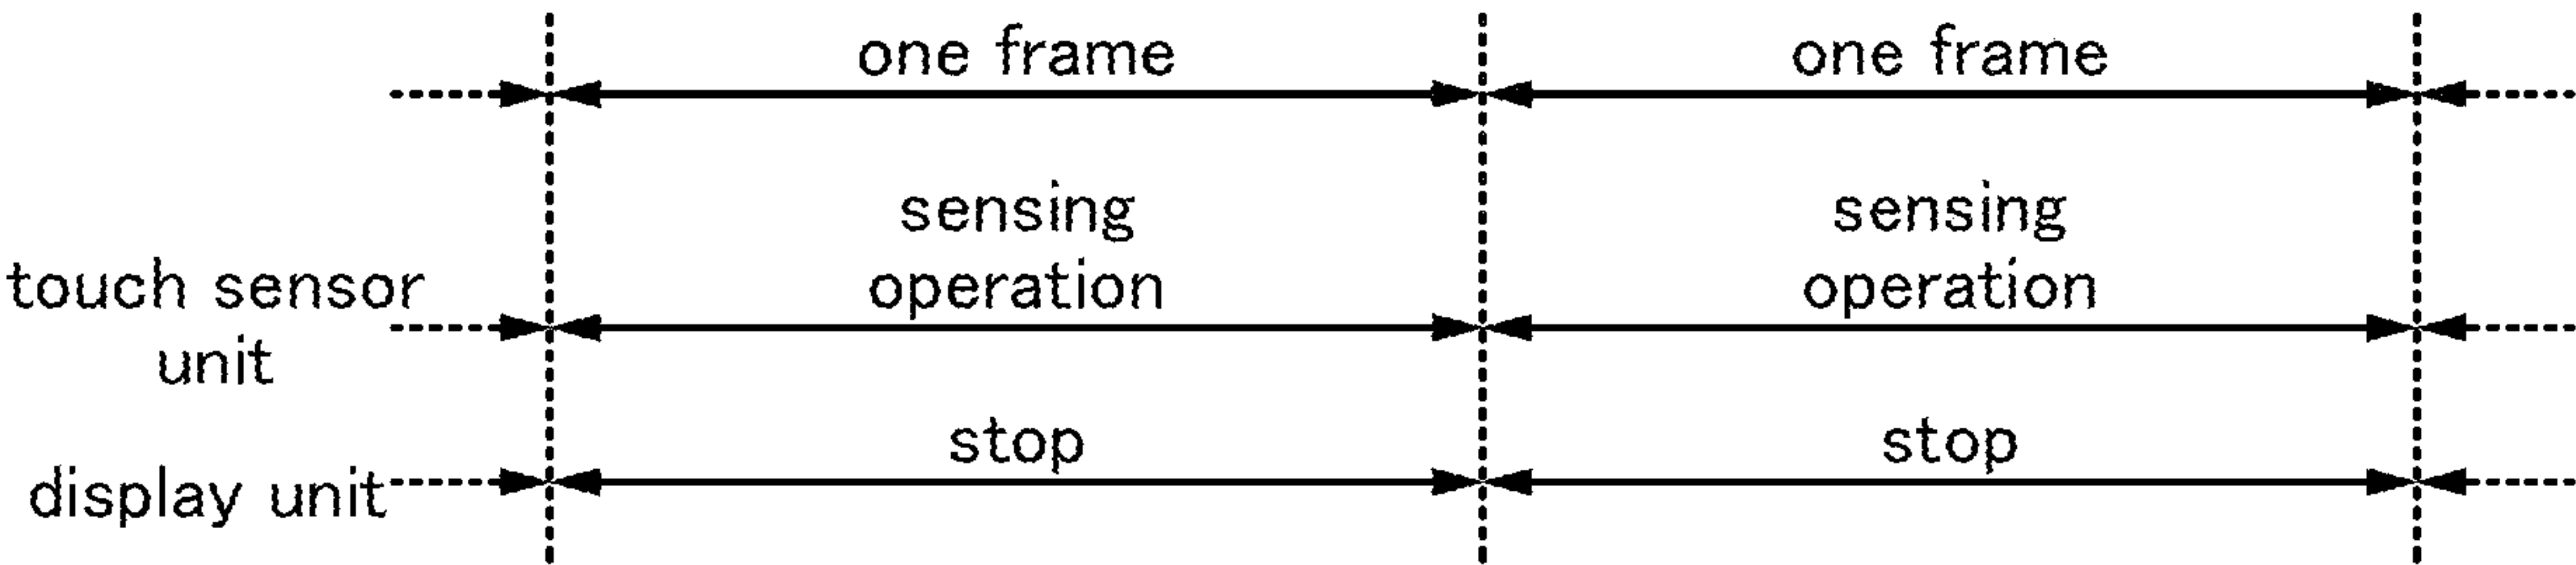 one frame one frame
sensing sensing
touch sensor operation operation
unit
stop stop
display unit